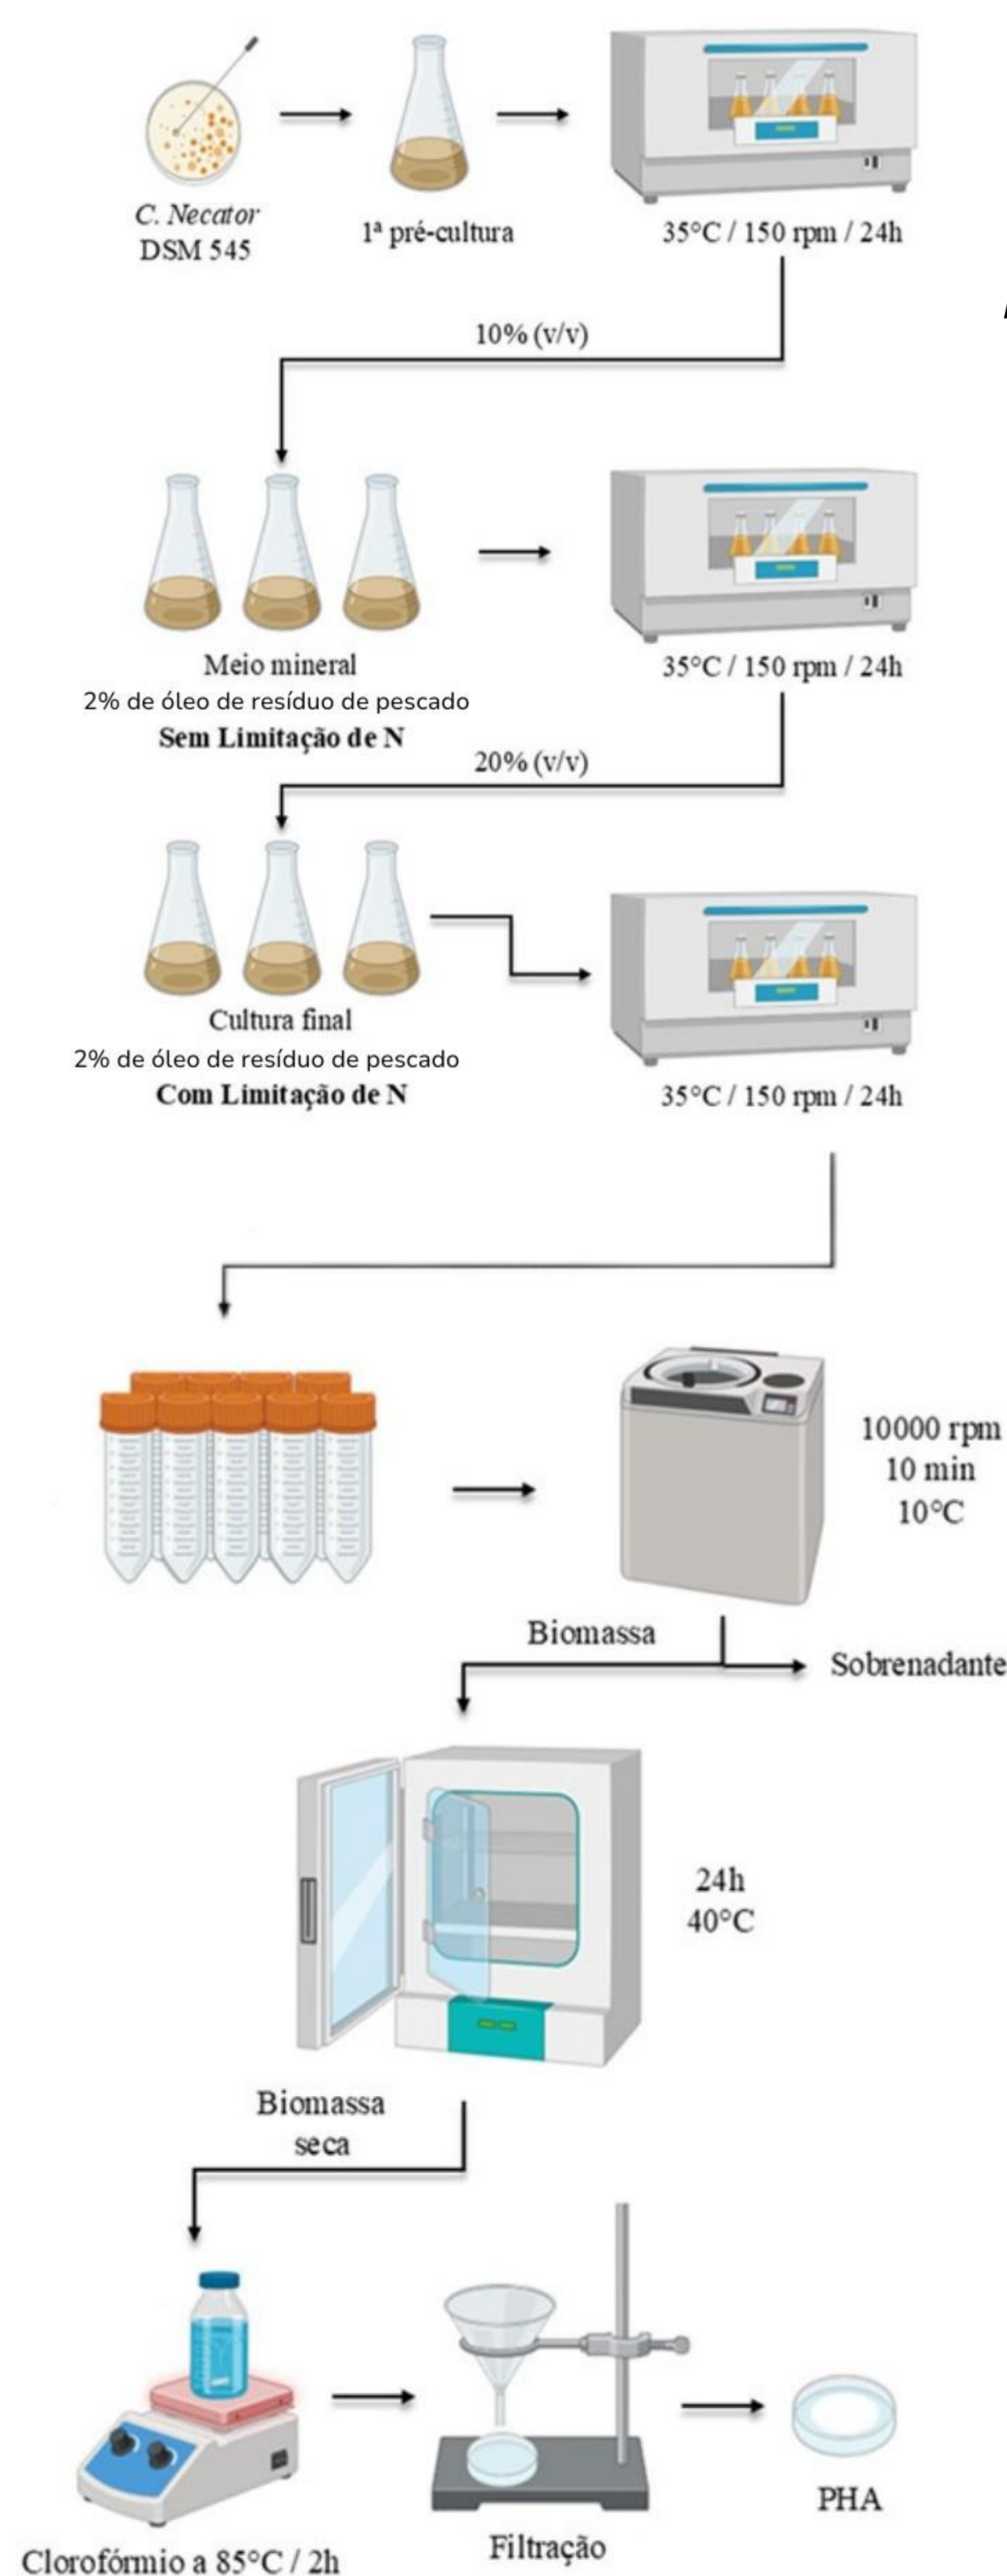 C. Necator
DSM 545
1ª pré-cultura
35°C / 150 rpm / 24h
10% (v/v)
Meio mineral
2% de óleo de resíduo de pescado
Sem Limitação de N
35°C / 150 rpm / 24h
20% (v/v)
Cultura final
2% de óleo de resíduo de pescado
Com Limitação de N
35°C / 150 rpm / 24h
10000 rpm
10 min
10°C
Biomassa
Sobrenadante
24h
40°C
Biomassa
seca
Clorofórmio a 85°C / 2h
Filtração
PHA